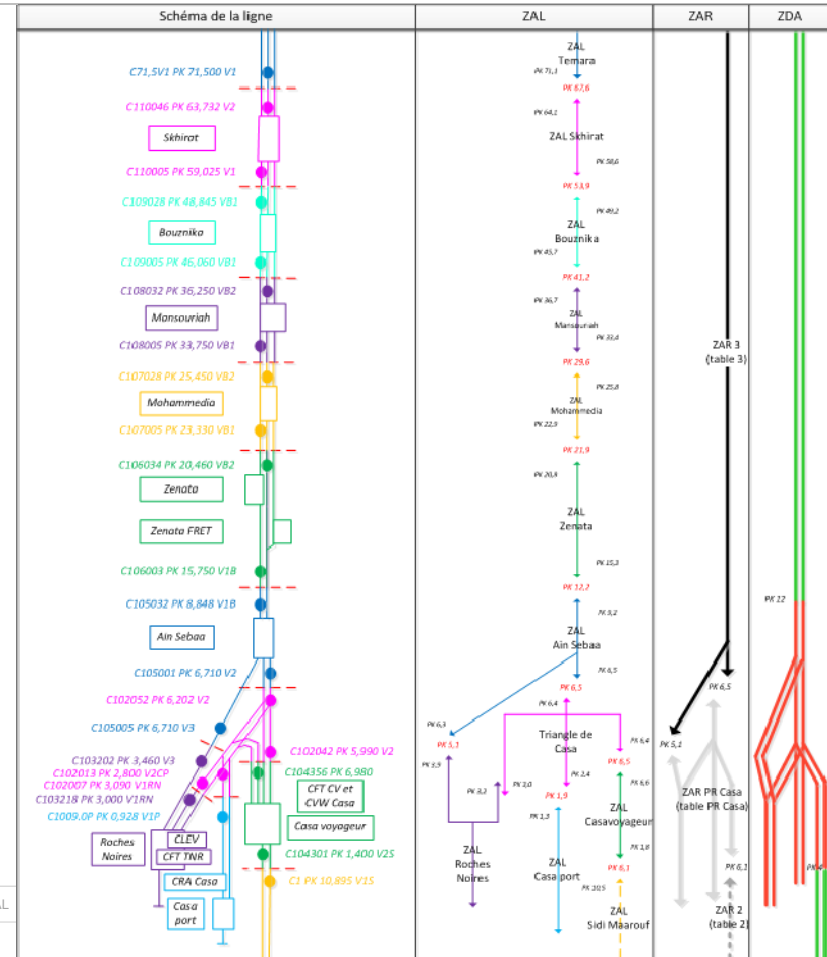 Schéma de la ligne
ZAL
ZAR
ZDA
C71,5V1 PK 71,500 V1
C110046 PK 63,732 V2
Skhirat
C110005 PK 59,025 V1
C109028 PK 48,845 VB2
Bouznika
C109005 PK 46,060 VB1
C108032 PK 36,250 VB2
Mansouriah
C108005 PK 33,750 VB1
C107028 PK 25,450 VB2
Mohammedia
C107005 PK 23,330 VB1
C106034 PK 20,460 VB2
Zenata
Zenata FRET
C106003 PK 15,750 V1B
C105032 PK 8,848 V1B
Ain Sebaa
C105001 PK 6,710 V2
C102052 PK 6,202 V2
C105005 PK 6,710 V3
C102042 PK 5,990 V2
C103202 PK 3,460 V3
C102013 PK 2,800 V2CP
C102007 PK 3,090 V1RN
C103218 PK 3,000 V1RN
C1009.0P PK 0,928 V1P
C104356 PK 6,980
CFT CV et
CVW Casa
Casa voyageur
C104301 PK 1,400 V2S
Roches
Noires
CLEV
CFT TNR
CRA Casa
Casa
port
C1 PK 10,895 V1S
ZAL
Temara
PK 71,3
PK 67,6
PK 64,1
ZAL Skhirat
PK 58,6
PK 53,9
PK 49,2
ZAL
Bouznika
PK 45,7
PK 41,2
PK 36,7
ZAL
Mansouriah
PK 33,4
PK 29,6
PK 25,8
ZAL
Mohammedia
PK 22,9
PK 21,9
PK 20,8
ZAL
Zenata
PK 15,3
PK 12,2
PK 9,2
ZAL
Ain Sebaa
PK 6,5
PK 6,5
PK 6,4
PK 6,3
PK 5,1
Triangle de
Casa
PK 6,4
PK 6,5
PK 3,9
PK 3,2
PK 2,0
PK 2,4
PK 1,9
PK 6,6
PK 1,3
ZAL
Casavoyageur
PK 1,8
ZAL
Roches
Noires
ZAL
Casa port
PK 6,1
PK 20,5
ZAL
Sidi Maarouf
ZAR 3
(table 3)
PK 6,5
PK 5,1
ZAR PR Casa
(table PR Casa)
PK 6,1
ZAR 2
(table 2)
PK 12
PK 4
AL